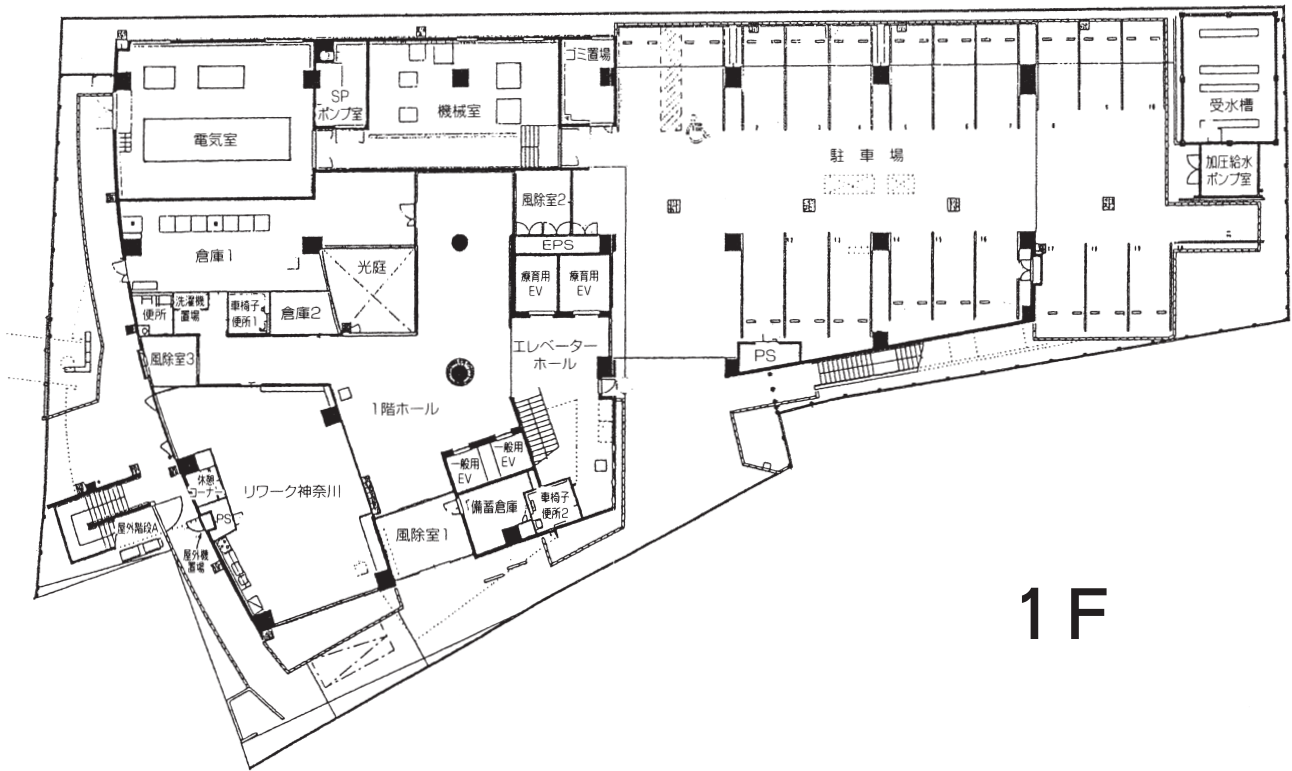 ゴミ置場
SP
ポンプ室
機械室
電気室
受水槽
駐車場
加圧給水
ポンプ室
風除室2
EPS
倉庫1
光庭
療育用
EV
療育用
EV
便所
洗濯機
置場
車椅子
便所1
倉庫2
エレベーター
ホール
風除室3
PS
1階ホール
一般用
EV
一般用
EV
休憩
コーナー
リワーク神奈川
備蓄倉庫
車椅子
便所2
PS
屋外階段A
風除室1
屋外機
置場
1F